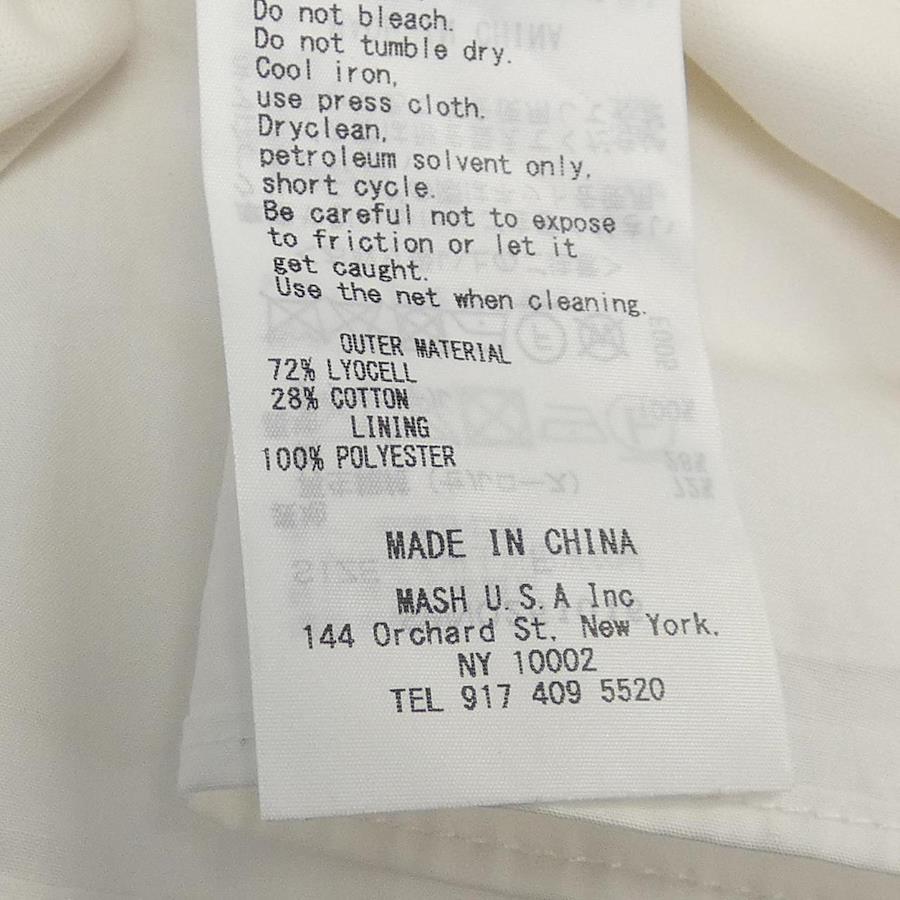 Do not bleach.
Do not tumble dry.
Cool iron,
use press cloth.
Dryclean,
petroleum solvent only,
short cycle.
Be careful not to expose
to friction or let it
get caught.
Use the net when cleaning.
OUTER MATERIAL
72% LYOCELL
28% COTTON
LINING
100% POLYESTER
MADE IN CHINA
MASH U.S.A Inc
144 Orchard St, New York.
NY 10002
TEL 917 409 5520